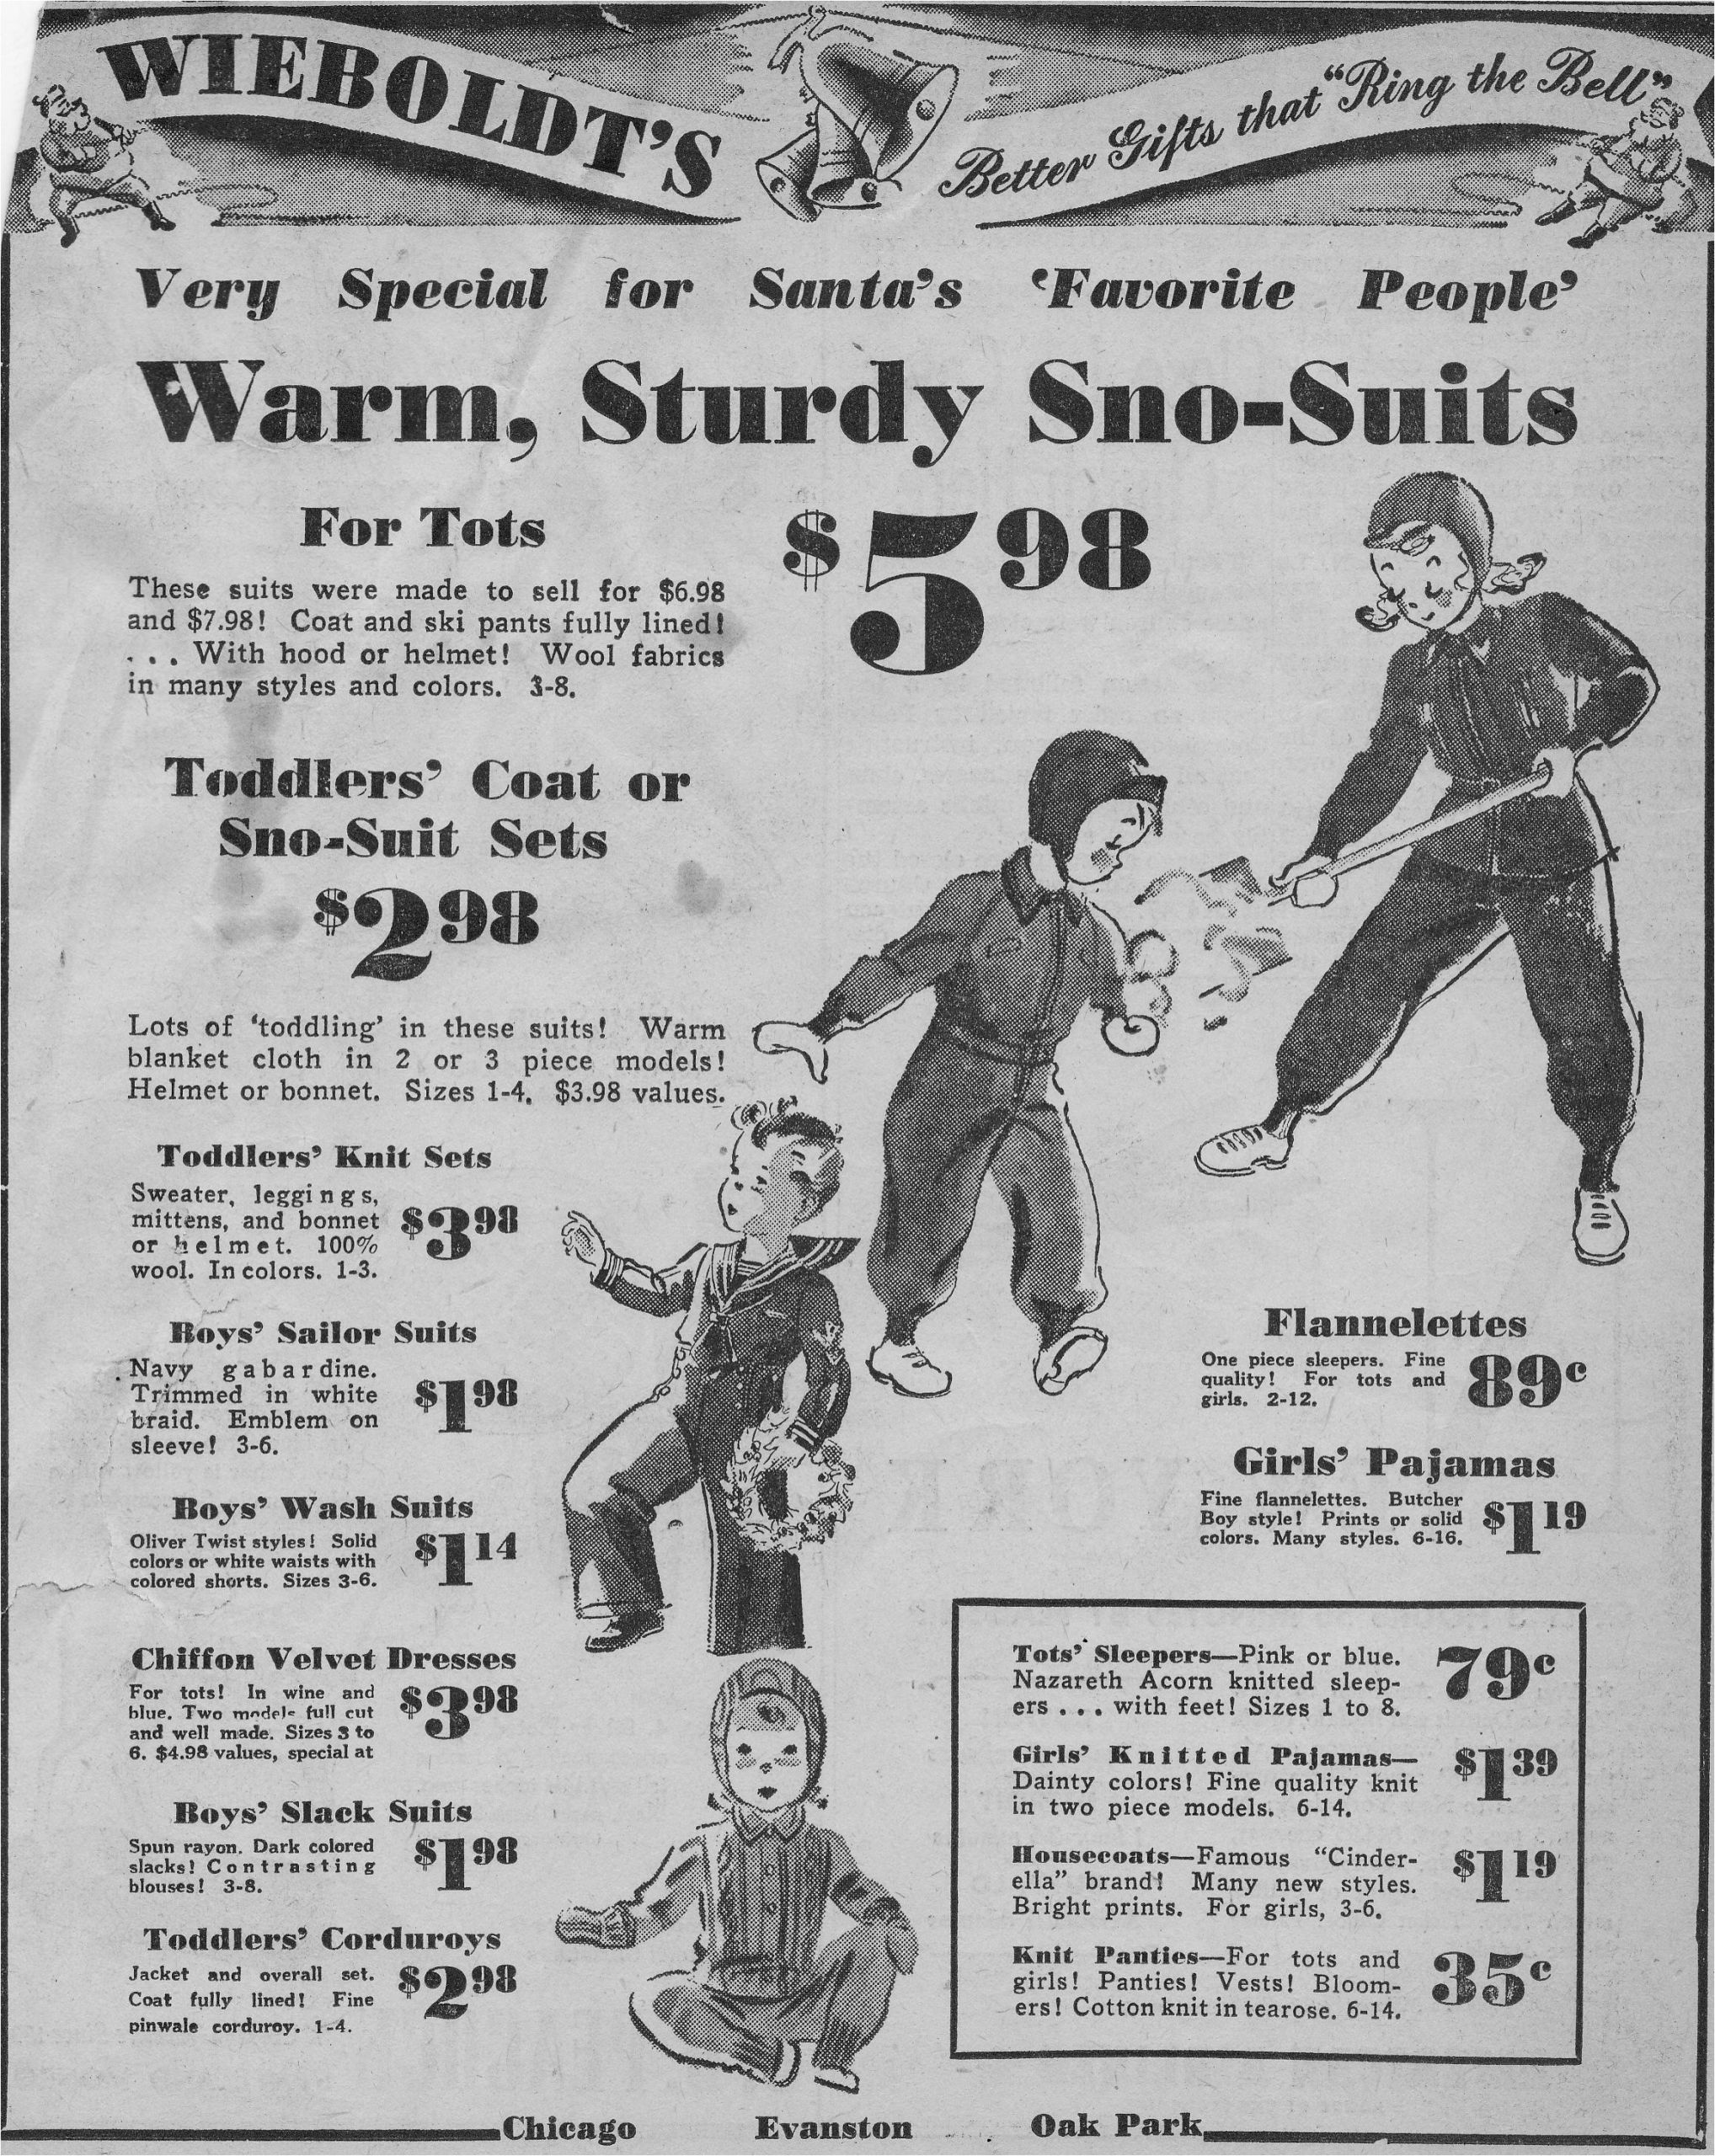 WIEBOLDT'S
Better Gifts that "Ring the Bell"
Very Special for Santa's 'Favorite People'
Warm, Sturdy Sno-Suits
For Tots
$5 98
These suits were made to sell for $6.98
and $7.98! Coat and ski pants fully lined!
. . . With hood or helmet! Wool fabrics
in many styles and colors. 3-8.
Toddlers' Coat or
Sno-Suit Sets
$2 98
Lots of 'toddling' in these suits! Warm
blanket cloth in 2 or 3 piece models!
Helmet or bonnet. Sizes 1-4. $3.98 values.
Toddlers' Knit Sets
Sweater, leggings,
mittens, and bonnet
or helmet. 100%
wool. In colors. 1-3.
$3 98
Boys' Sailor Suits
Navy gabardine.
Trimmed in white
braid. Emblem on
sleeve! 3-6.
$1 98
Boys' Wash Suits
Oliver Twist styles! Solid
colors or white waists with
colored shorts. Sizes 3-6.
$1 14
Chiffon Velvet Dresses
For tots! In wine and
blue. Two models full cut
and well made. Sizes 3 to
6. $4.98 values, special at
$3 98
Boys' Slack Suits
Spun rayon. Dark colored
slacks! Contrasting
blouses! 3-8.
$1 98
Toddlers' Corduroys
Jacket and overall set.
Coat fully lined! Fine
pinwale corduroy. 1-4.
$2 98
Flannelettes
One piece sleepers. Fine
quality! For tots and
girls. 2-12.
89c
Girls' Pajamas
Fine flannelettes. Butcher
Boy style! Prints or solid
colors. Many styles. 6-16.
$1 19
Tots' Sleepers—Pink or blue.
Nazareth Acorn knitted sleep-
ers . . . with feet! Sizes 1 to 8.
79c
Girls' Knitted Pajamas—
Dainty colors! Fine quality knit
in two piece models. 6-14.
$1 39
Housecoats—Famous "Cinder-
ella" brand! Many new styles.
Bright prints. For girls, 3-6.
$1 19
Knit Panties—For tots and
girls! Panties! Vests! Bloom-
ers! Cotton knit in tearose. 6-14.
35c
Chicago Evanston Oak Park